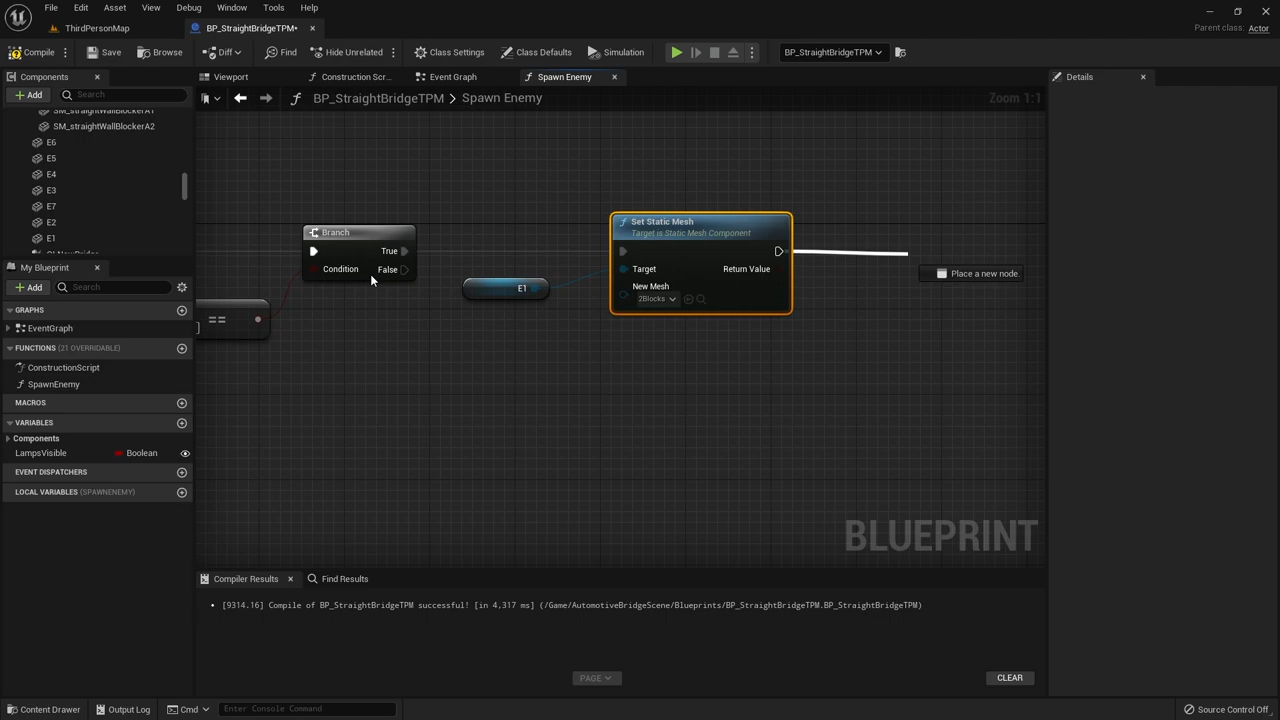 File Edit Asset View Debug Window Tools Help
ThirdPersonMap
BP_StraightBridgeTPM•
Parent class: Actor
Compile
Save
Browse
Diff
Find
Hide Unrelated
Class Settings
Class Defaults
Simulation
BP_StraightBridgeTPM
Components
Viewport
Construction Scr...
Event Graph
Spawn Enemy
Details
Add
Search
BP_StraightBridgeTPM > Spawn Enemy
Zoom 1:1
SM_straightWallBlockerA1
SM_straightWallBlockerA2
E6
E5
E4
E3
E7
E2
E1
My Blueprint
Add
Search
GRAPHS
EventGraph
FUNCTIONS (21 OVERRIDABLE)
ConstructionScript
SpawnEnemy
MACROS
VARIABLES
Components
LampsVisible Boolean
EVENT DISPATCHERS
LOCAL VARIABLES (SPAWNENEMY)
Branch
True
Condition
False
==
E1
Set Static Mesh
Target is Static Mesh Component
Target
Return Value
New Mesh
2Blocks
Place a new node.
BLUEPRINT
Compiler Results
Find Results
[9314.16] Compile of BP_StraightBridgeTPM successful! [in 4,317 ms] (/Game/AutomotiveBridgeScene/Blueprints/BP_StraightBridgeTPM.BP_StraightBridgeTPM)
PAGE
CLEAR
Content Drawer
Output Log
Cmd
Enter Console Command
Source Control Off